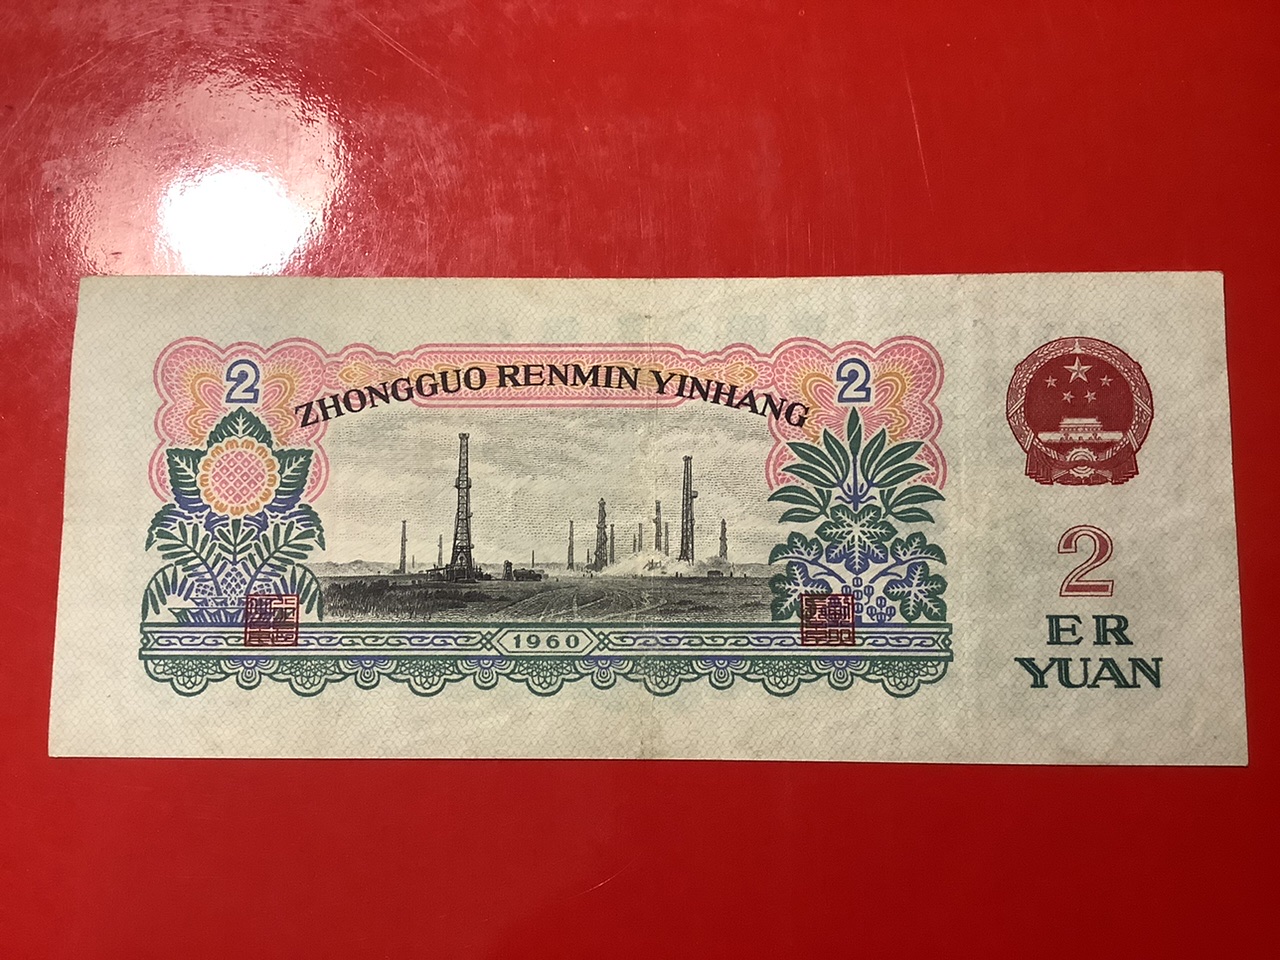 2
2
ZHONGGUO RENMIN YINHANG
1960
2
ER
YUAN